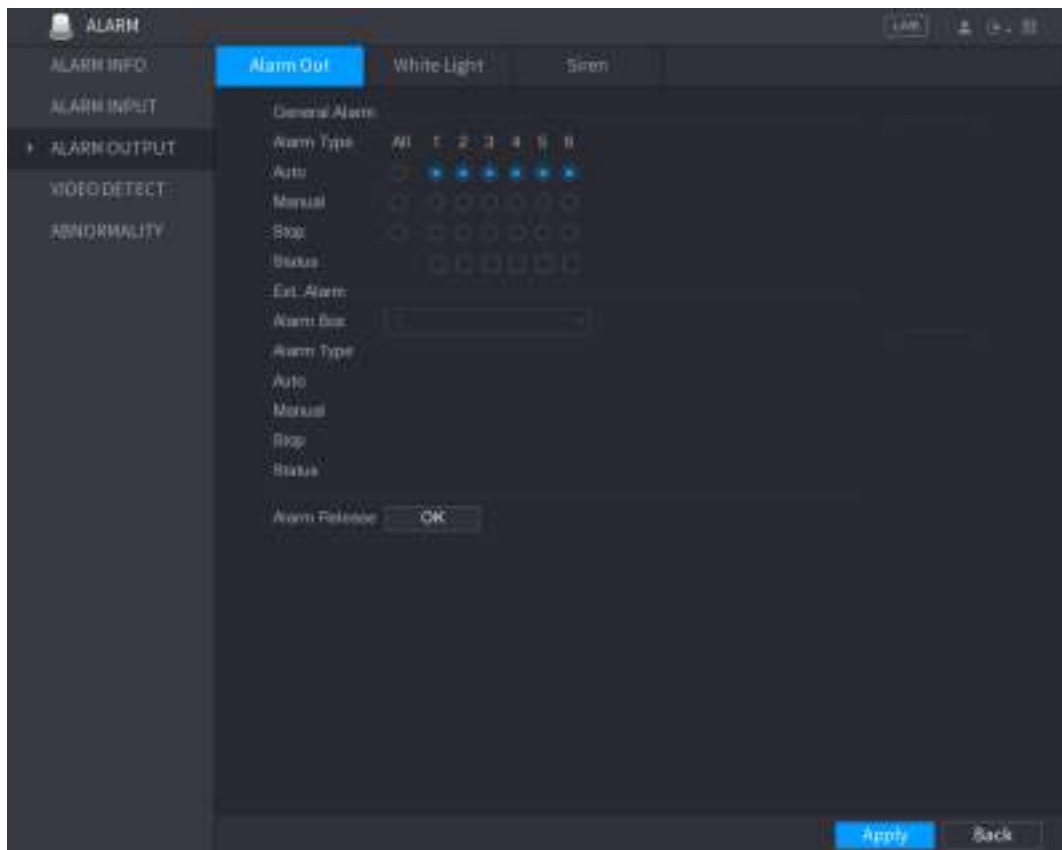 ALARM
LIVE
ALARM INFO
ALARM INPUT
ALARM OUTPUT
VIDEO DETECT
ABNORMALITY
Alarm Out White Light Siren
General Alarm
Alarm Type All 1 2 3 4 5 6
Auto
Manual
Stop
Status
Ext. Alarm
Alarm Box
Alarm Type
Auto
Manual
Stop
Status
Alarm Release OK
Apply Back